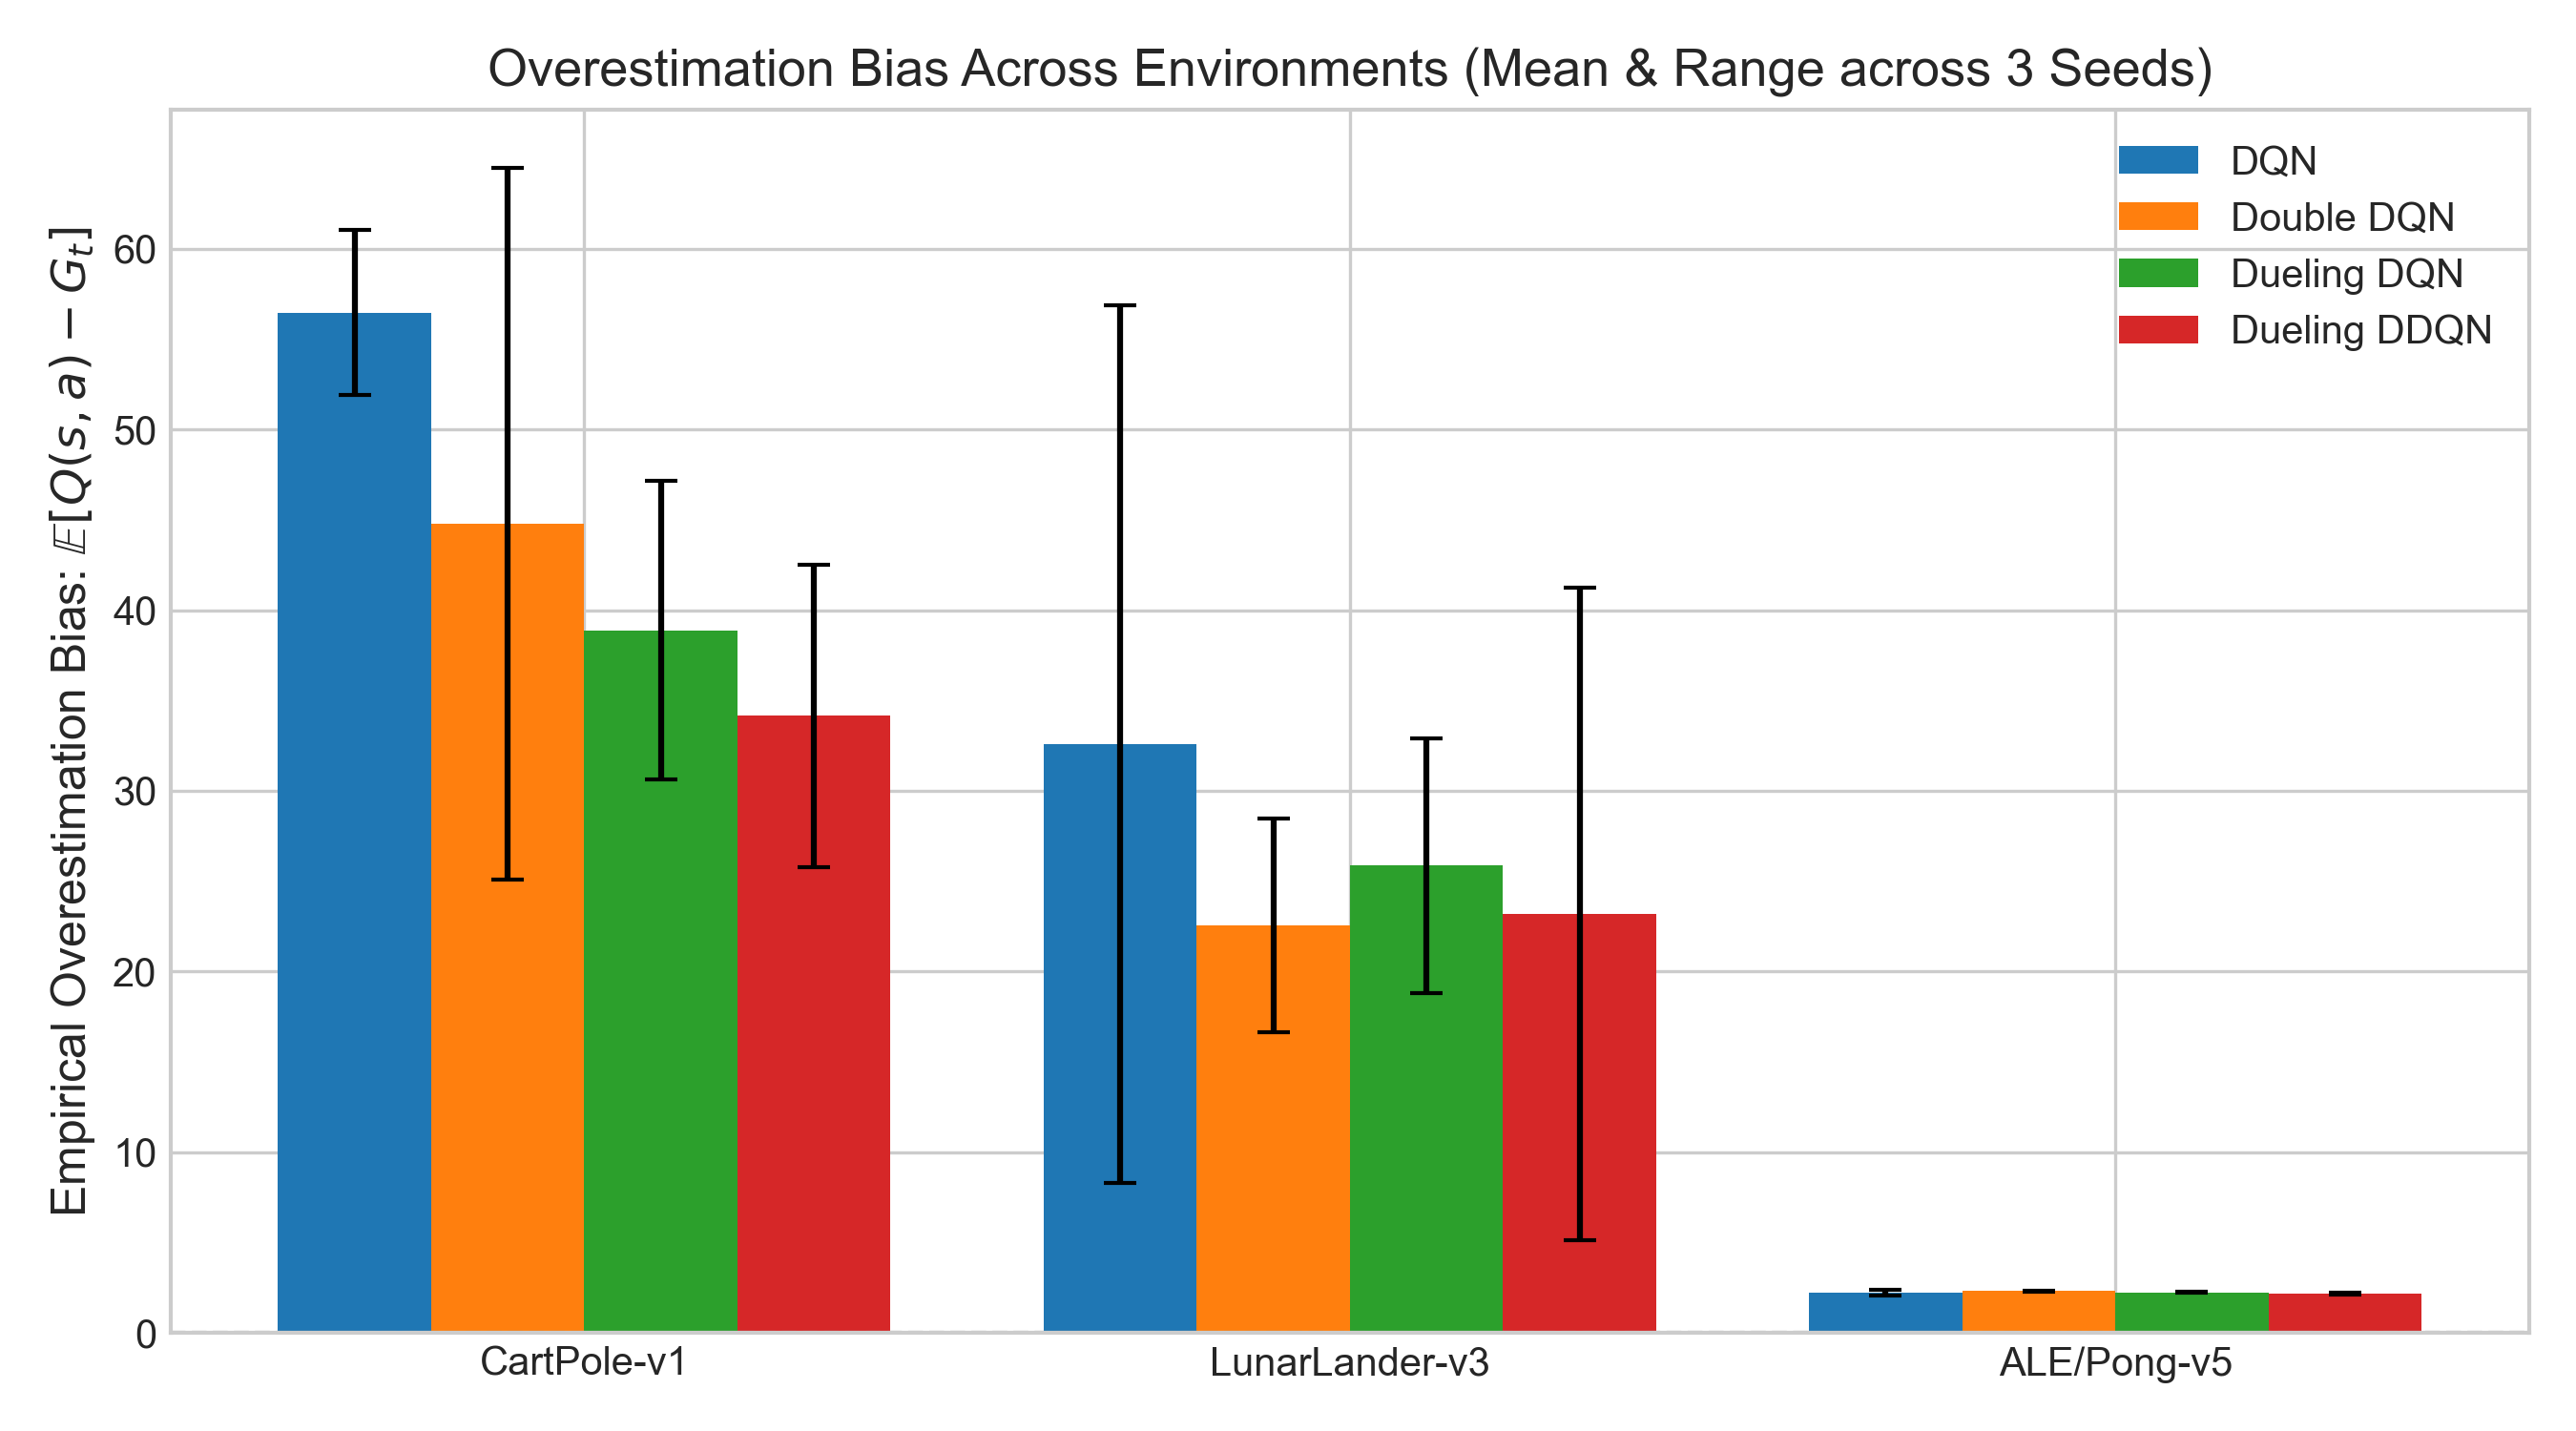 Overestimation Bias Across Environments (Mean & Range across 3 Seeds)
Empirical Overestimation Bias: 𝔼[Q(s, a) − Gₜ]
60
50
40
30
20
10
0
DQN
Double DQN
Dueling DQN
Dueling DDQN
CartPole-v1
LunarLander-v3
ALE/Pong-v5